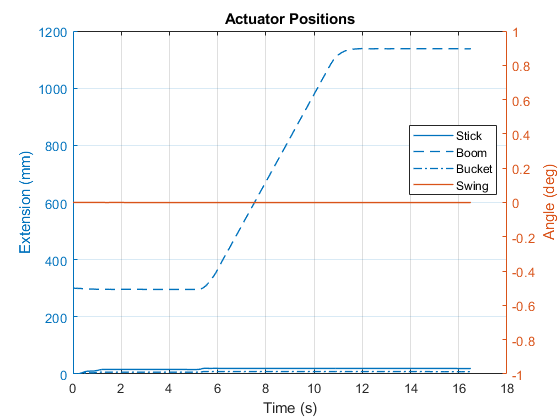 Actuator Positions
1200
1000
800
600
400
200
0
Extension (mm)
1
0.8
0.6
0.4
0.2
0
-0.2
-0.4
-0.6
-0.8
-1
Angle (deg)
Stick
Boom
Bucket
Swing
0 2 4 6 8 10 12 14 16 18
Time (s)